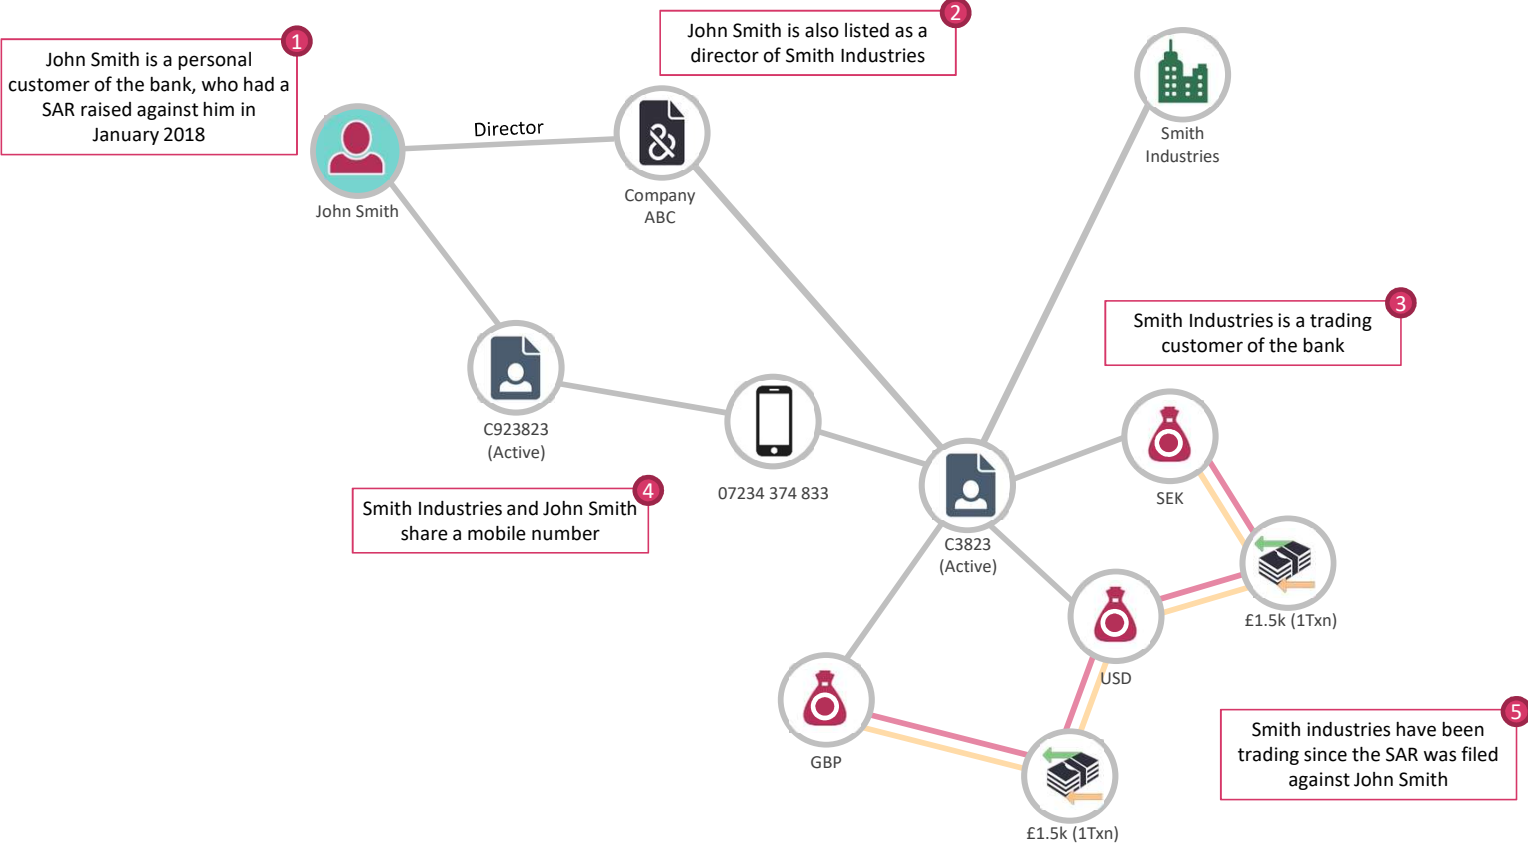 1
John Smith is a personal
customer of the bank, who had a
SAR raised against him in
January 2018
2
John Smith is also listed as a
director of Smith Industries
Director
John Smith
Company
ABC
Smith
Industries
3
Smith Industries is a trading
customer of the bank
C923823
(Active)
07234 374 833
4
Smith Industries and John Smith
share a mobile number
C3823
(Active)
SEK
£1.5k (1Txn)
USD
GBP
£1.5k (1Txn)
5
Smith industries have been
trading since the SAR was filed
against John Smith